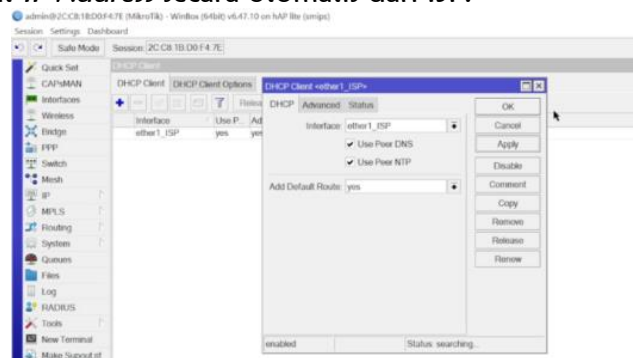 IP Address secara otomatis dari ISP.
admin@2CC8:1B:D0:F4:7E (MikroTik) - WinBox (64bit) v6.47.10 on hAP lite (smips)
Session Settings Dashboard
Safe Mode Session: 2C:C8:1B:D0:F4:7E
Quick Set
CAPsMAN
Interfaces
Wireless
Bridge
PPP
Switch
Mesh
IP
MPLS
Routing
System
Queues
Files
Log
RADIUS
Tools
New Terminal
Make Supout.rif
DHCP Client
DHCP Client DHCP Client Options
Interface Use P...
ether1_ISP yes
DHCP Client <ether1_ISP>
DHCP Advanced Status
Interface: ether1_ISP
Use Peer DNS
Use Peer NTP
Add Default Route: yes
OK
Cancel
Apply
Disable
Comment
Copy
Remove
Release
Renew
enabled Status: searching...